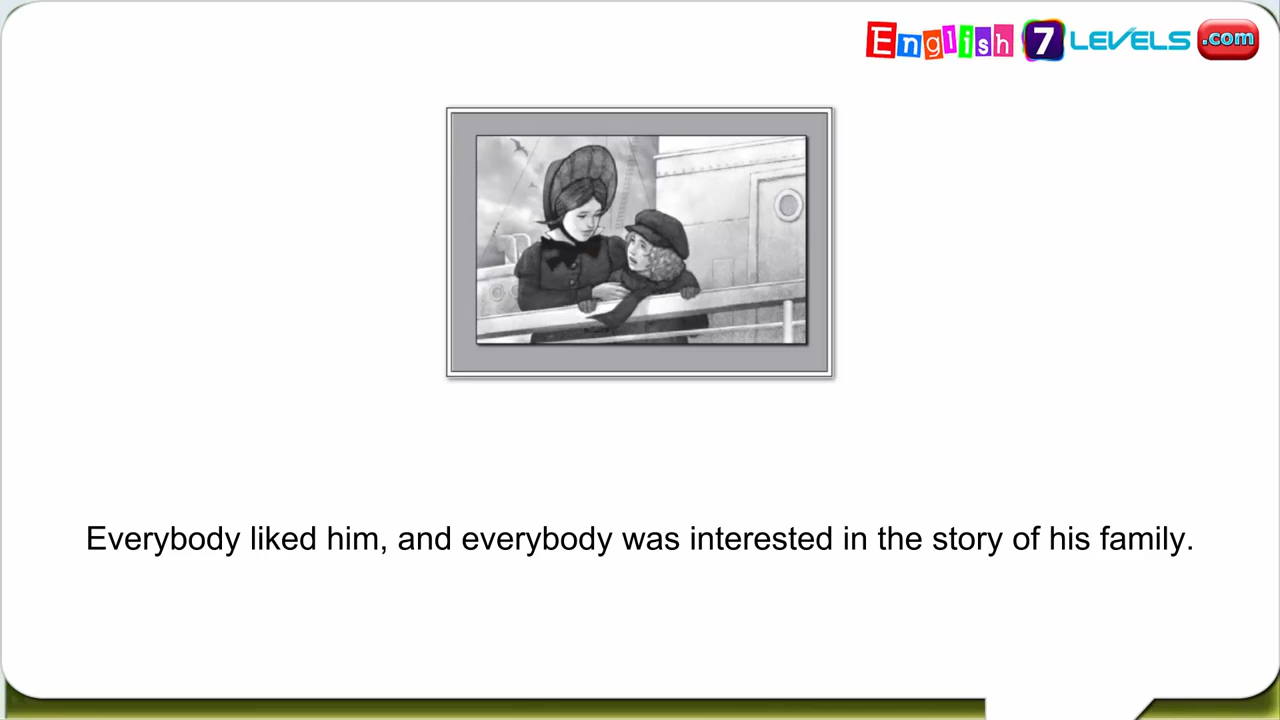 English 7 LEVELS .com
Everybody liked him, and everybody was interested in the story of his family.